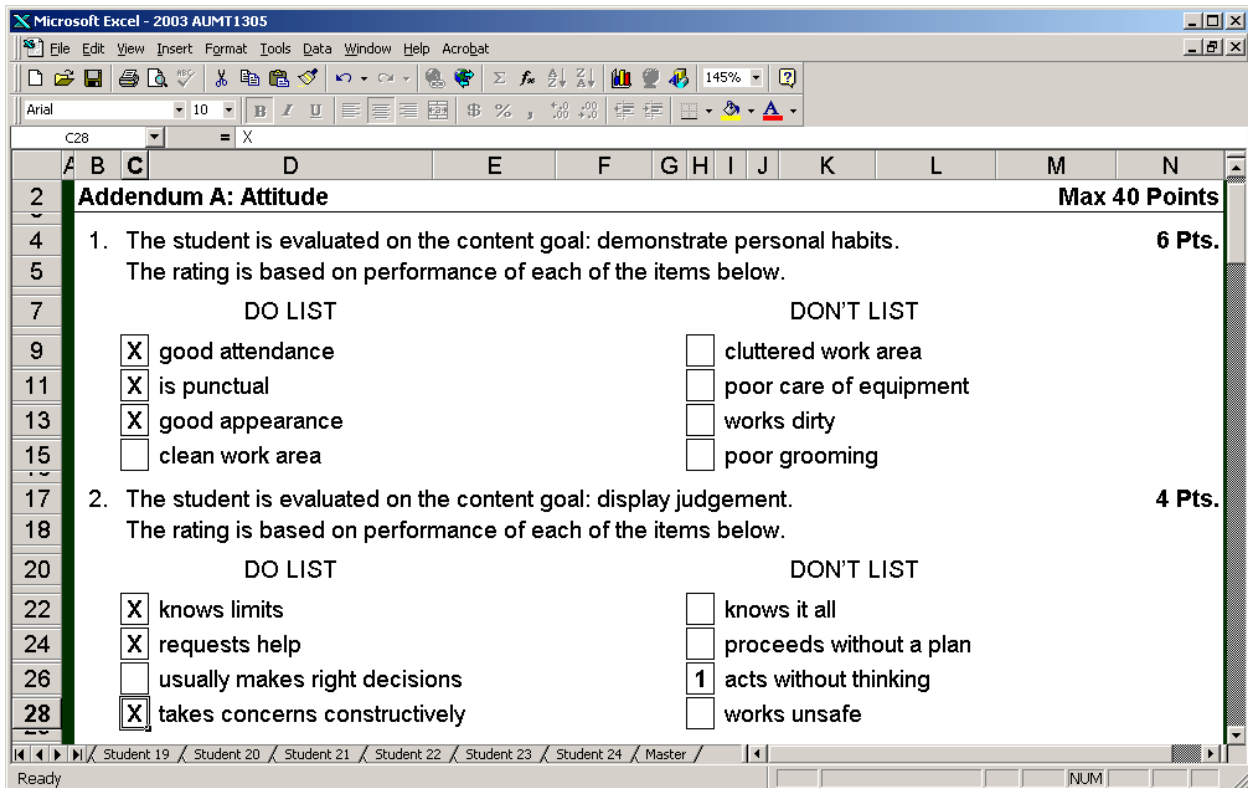 Microsoft Excel - 2003 AUMT1305
File Edit View Insert Format Tools Data Window Help Acrobat
145%
Arial 10 B I U $ % ,
C28 = X
A B C D E F G H I J K L M N
2 Addendum A: Attitude Max 40 Points
4 1. The student is evaluated on the content goal: demonstrate personal habits. 6 Pts.
5 The rating is based on performance of each of the items below.
7 DO LIST DON'T LIST
9 X good attendance cluttered work area
11 X is punctual poor care of equipment
13 X good appearance works dirty
15 clean work area poor grooming
17 2. The student is evaluated on the content goal: display judgement. 4 Pts.
18 The rating is based on performance of each of the items below.
20 DO LIST DON'T LIST
22 X knows limits knows it all
24 X requests help proceeds without a plan
26 usually makes right decisions 1 acts without thinking
28 X takes concerns constructively works unsafe
Student 19 / Student 20 / Student 21 / Student 22 / Student 23 / Student 24 / Master /
Ready NUM